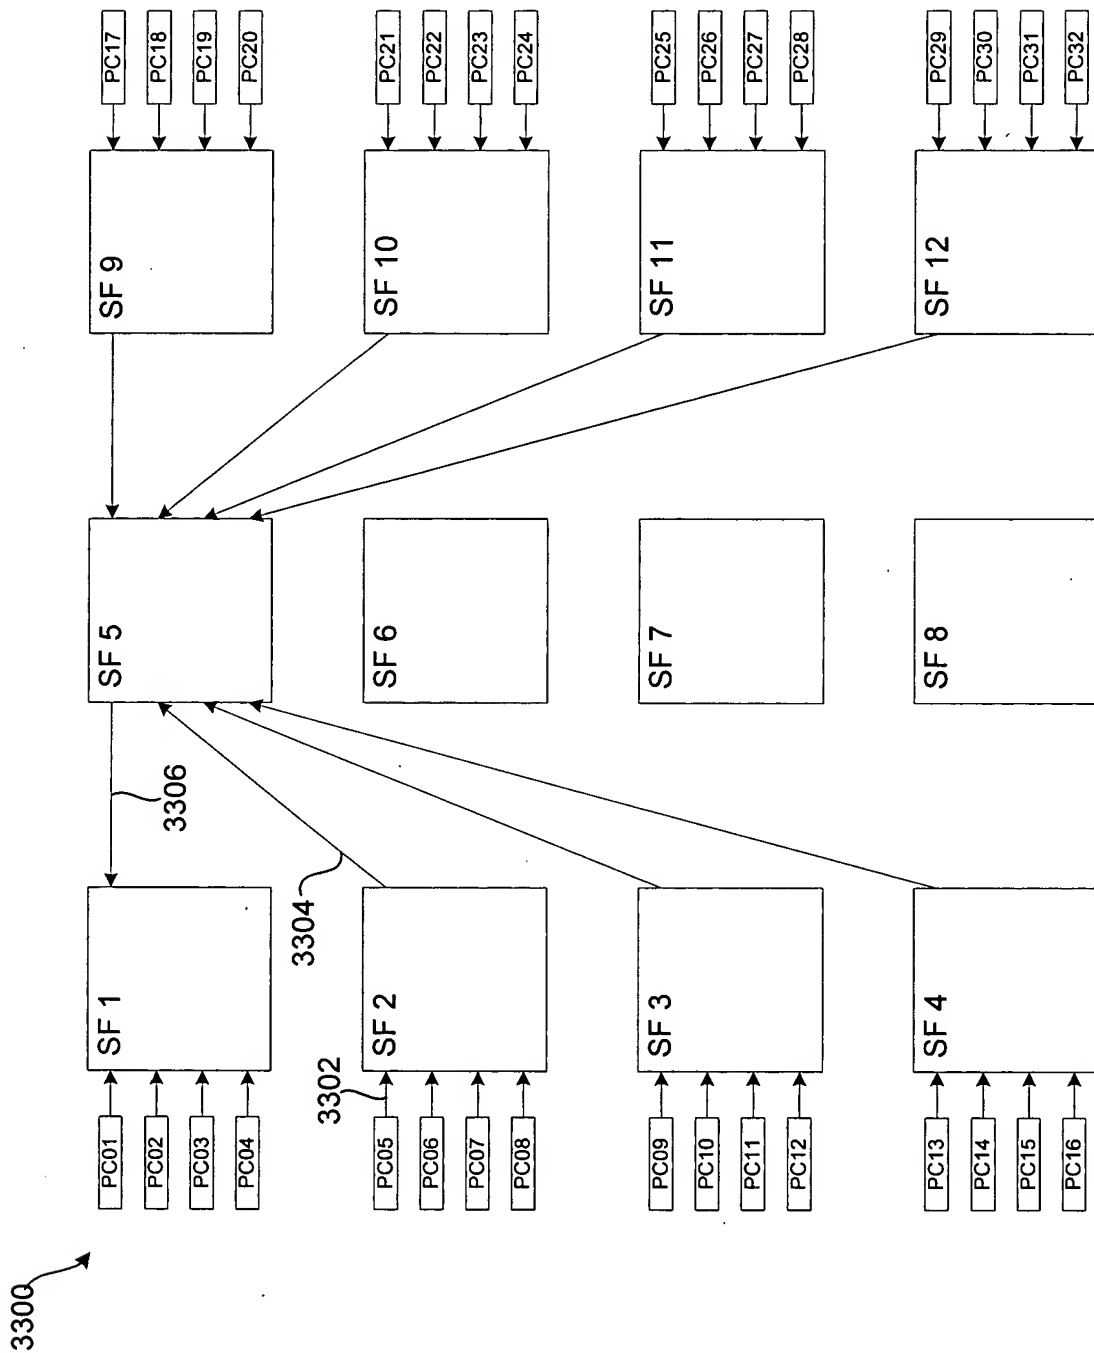 3300
PC01
PC02
PC03
PC04
SF 1
3306
SF 5
SF 9
PC17
PC18
PC19
PC20
3304
3302
PC05
PC06
PC07
PC08
SF 2
SF 6
SF 10
PC21
PC22
PC23
PC24
PC09
PC10
PC11
PC12
SF 3
SF 7
SF 11
PC25
PC26
PC27
PC28
PC13
PC14
PC15
PC16
SF 4
SF 8
SF 12
PC29
PC30
PC31
PC32